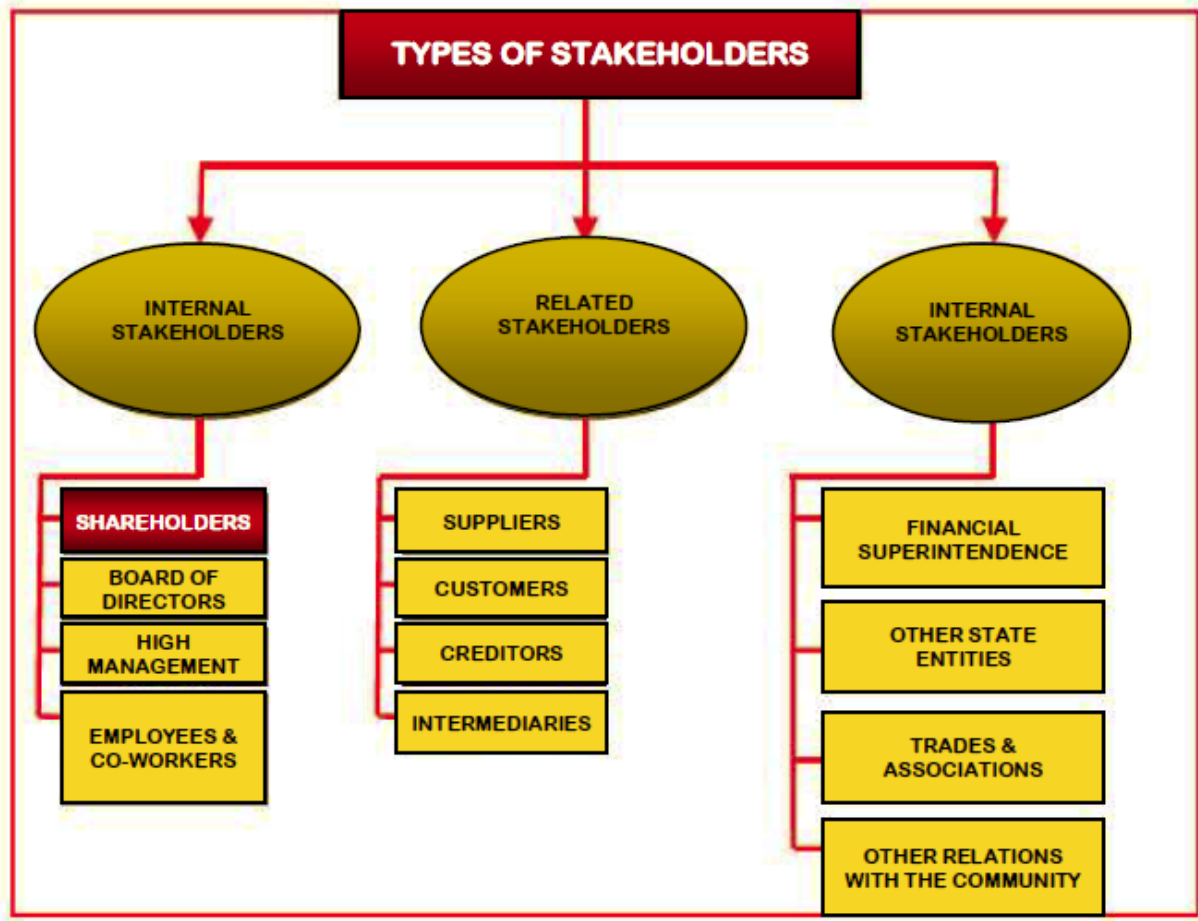 TYPES OF STAKEHOLDERS
INTERNAL
STAKEHOLDERS
RELATED
STAKEHOLDERS
INTERNAL
STAKEHOLDERS
SHAREHOLDERS
BOARD OF
DIRECTORS
HIGH
MANAGEMENT
EMPLOYEES &
CO-WORKERS
SUPPLIERS
CUSTOMERS
CREDITORS
INTERMEDIARIES
FINANCIAL
SUPERINTENDENCE
OTHER STATE
ENTITIES
TRADES &
ASSOCIATIONS
OTHER RELATIONS
WITH THE COMMUNITY